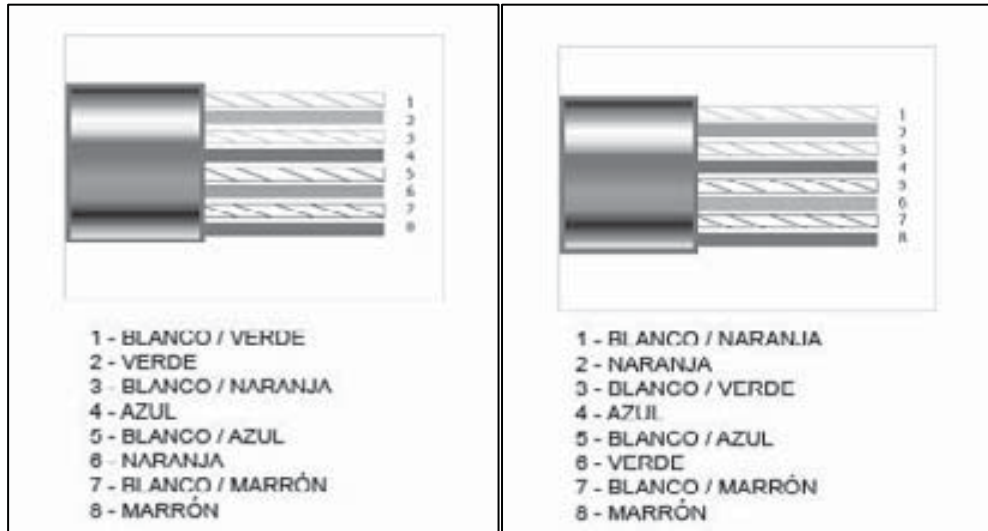 1
2
3
4
5
6
7
8
1 - BLANCO / VERDE
2 - VERDE
3 - BLANCO / NARANJA
4 - AZUL
5 - BLANCO / AZUL
6 - NARANJA
7 - BLANCO / MARRÓN
8 - MARRÓN
1
2
3
4
5
6
7
8
1 - BLANCO / NARANJA
2 - NARANJA
3 - BLANCO / VERDE
4 - AZUL
5 - BLANCO / AZUL
6 - VERDE
7 - BLANCO / MARRÓN
8 - MARRÓN